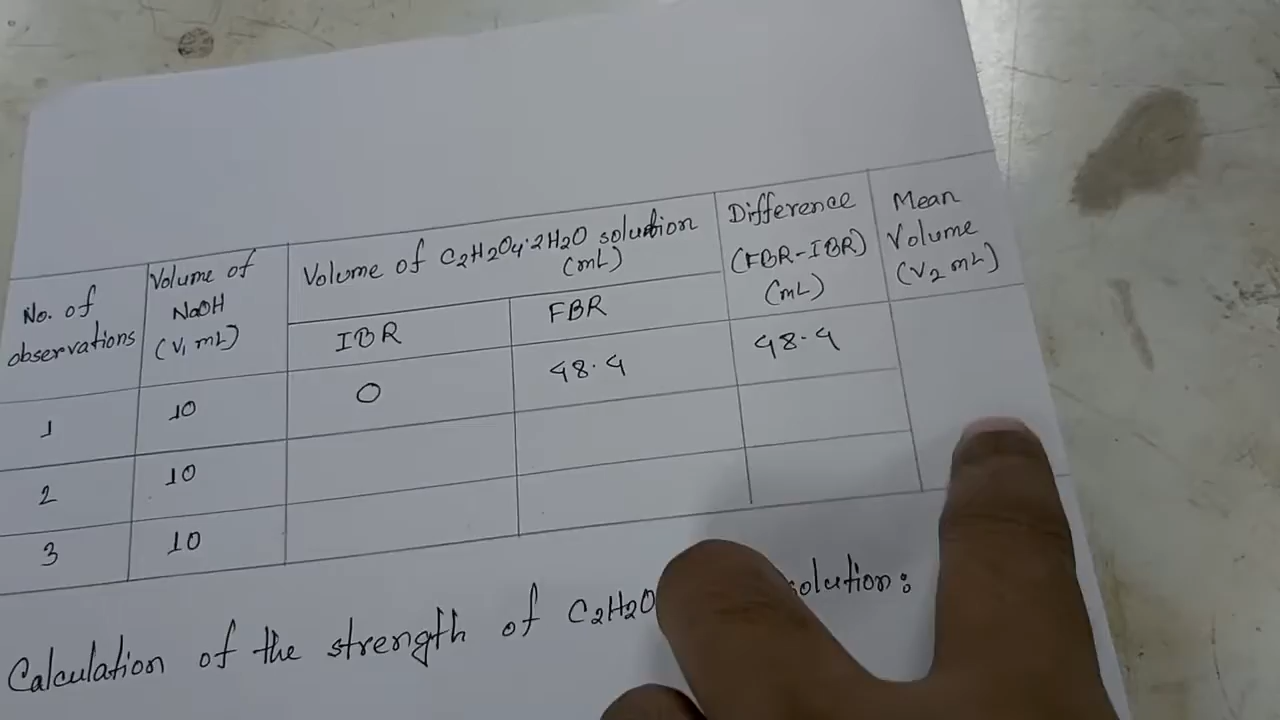 No. of
observations
Volume of
NaOH
(V₁ mL)
Volume of C₂H₂O₄·2H₂O solution
(mL)
IBR
FBR
Difference
(FBR-IBR)
(mL)
Mean
Volume
(V₂ mL)
1
10
0
48.4
48.4
2
10
3
10
Calculation of the strength of C₂H₂O solution: